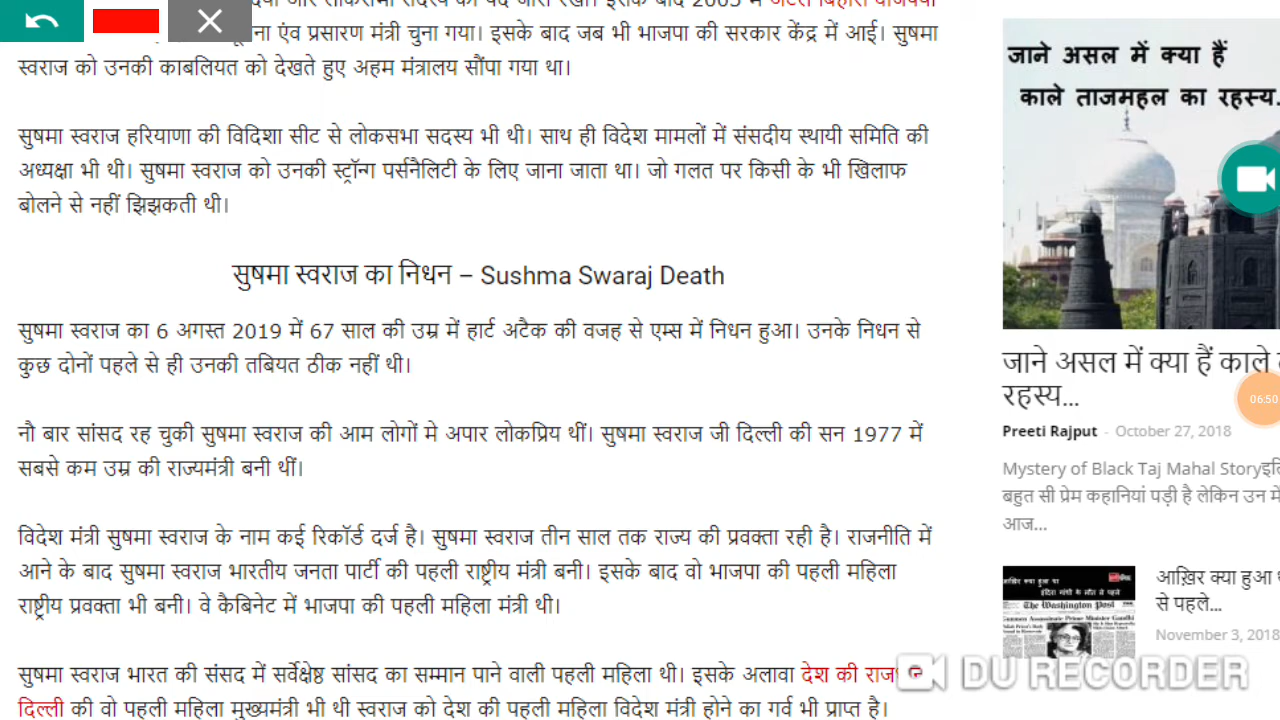 ना एंव प्रसारण मंत्री चुना गया। इसके बाद जब भी भाजपा की सरकार केंद्र में आई। सुषमा
स्वराज को उनकी काबलियत को देखते हुए अहम मंत्रालय सौंपा गया था।
सुषमा स्वराज हरियाणा की विदिशा सीट से लोकसभा सदस्य भी थी। साथ ही विदेश मामलों में संसदीय स्थायी समिति की
अध्यक्षा भी थी। सुषमा स्वराज को उनकी स्ट्रॉन्ग पर्सनैलिटी के लिए जाना जाता था। जो गलत पर किसी के भी खिलाफ
बोलने से नहीं झिझकती थी।
सुषमा स्वराज का निधन – Sushma Swaraj Death
सुषमा स्वराज का 6 अगस्त 2019 में 67 साल की उम्र में हार्ट अटैक की वजह से एम्स में निधन हुआ। उनके निधन से
कुछ दोनों पहले से ही उनकी तबियत ठीक नहीं थी।
नौ बार सांसद रह चुकी सुषमा स्वराज की आम लोगों मे अपार लोकप्रिय थीं। सुषमा स्वराज जी दिल्ली की सन 1977 में
सबसे कम उम्र की राज्यमंत्री बनी थीं।
विदेश मंत्री सुषमा स्वराज के नाम कई रिकॉर्ड दर्ज है। सुषमा स्वराज तीन साल तक राज्य की प्रवक्ता रही है। राजनीति में
आने के बाद सुषमा स्वराज भारतीय जनता पार्टी की पहली राष्ट्रीय मंत्री बनी। इसके बाद वो भाजपा की पहली महिला
राष्ट्रीय प्रवक्ता भी बनी। वे कैबिनेट में भाजपा की पहली महिला मंत्री थी।
सुषमा स्वराज भारत की संसद में सर्वेक्षेष्ठ सांसद का सम्मान पाने वाली पहली महिला थी। इसके अलावा देश की
दिल्ली की वो पहली महिला मुख्यमंत्री भी थी स्वराज को देश की पहली महिला विदेश मंत्री होने का गर्व भी प्राप्त है।
जाने असल में क्या हैं
काले ताजमहल का रहस्य.
जाने असल में क्या हैं काले
रहस्य...
06:50
Preeti Rajput - October 27, 2018
Mystery of Black Taj Mahal Story
बहुत सी प्रेम कहानियां पड़ी है लेकिन उन में
आज...
The Washington Post
आख़िर क्या हुआ
से पहले...
November 3, 2018
DU RECORDER